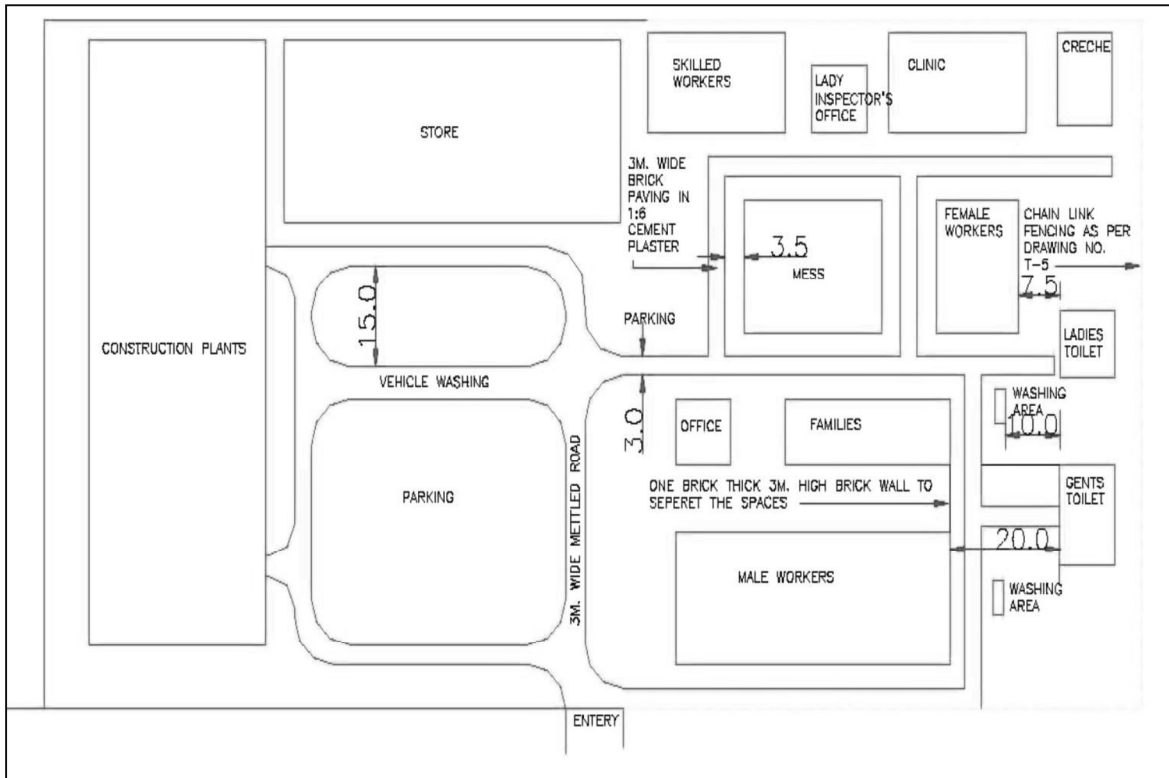 SKILLED
WORKERS
LADY
INSPECTOR'S
OFFICE
CLINIC
CRECHE
STORE
3M. WIDE
BRICK
PAVING IN
1:6
CEMENT
PLASTER
3.5
MESS
FEMALE
WORKERS
CHAIN LINK
FENCING AS PER
DRAWING NO.
T-5
7.5
15.0
PARKING
LADIES
TOILET
CONSTRUCTION PLANTS
VEHICLE WASHING
3.0
WASHING
AREA
10.0
OFFICE
FAMILIES
PARKING
3M. WIDE METTLED ROAD
ONE BRICK THICK 3M. HIGH BRICK WALL TO
SEPERET THE SPACES
GENTS
TOILET
20.0
MALE WORKERS
WASHING
AREA
ENTERY